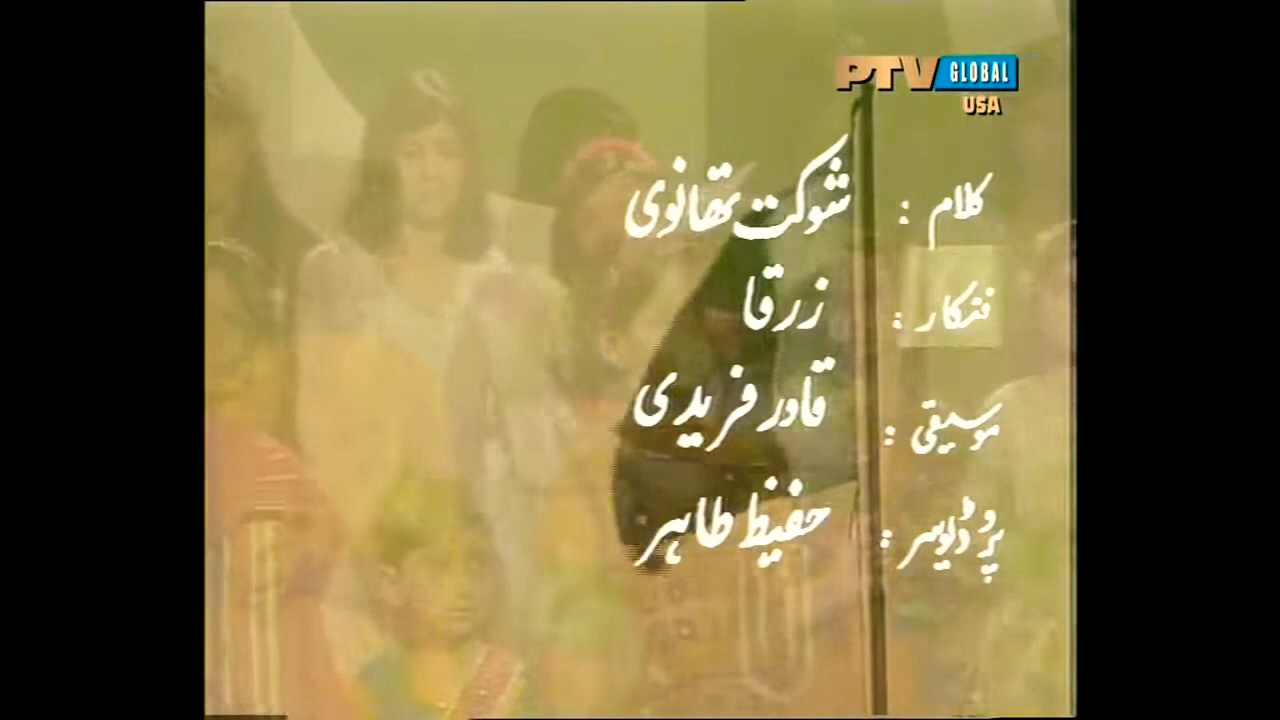 PTV GLOBAL
USA
کلام : شوکت تھانوی
فنکار : زرقا
موسیقی : قادر فریدی
پروڈیوسر : حفیظ طاہر